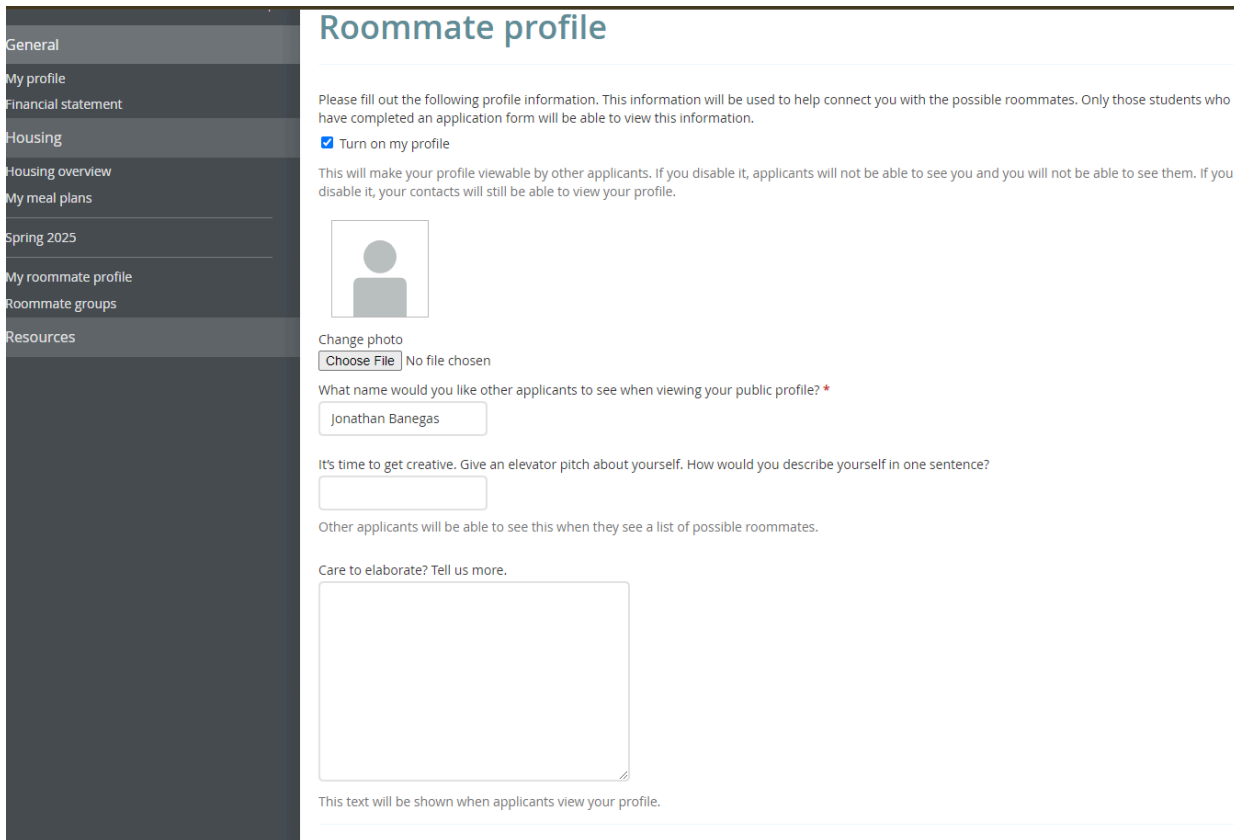 General
My profile
Financial statement
Housing
Housing overview
My meal plans
Spring 2025
My roommate profile
Roommate groups
Resources
Roommate profile
Please fill out the following profile information. This information will be used to help connect you with the possible roommates. Only those students who
have completed an application form will be able to view this information.
Turn on my profile
This will make your profile viewable by other applicants. If you disable it, applicants will not be able to see you and you will not be able to see them. If you
disable it, your contacts will still be able to view your profile.
Change photo
Choose File No file chosen
What name would you like other applicants to see when viewing your public profile? *
Jonathan Banegas
It's time to get creative. Give an elevator pitch about yourself. How would you describe yourself in one sentence?
Other applicants will be able to see this when they see a list of possible roommates.
Care to elaborate? Tell us more.
This text will be shown when applicants view your profile.